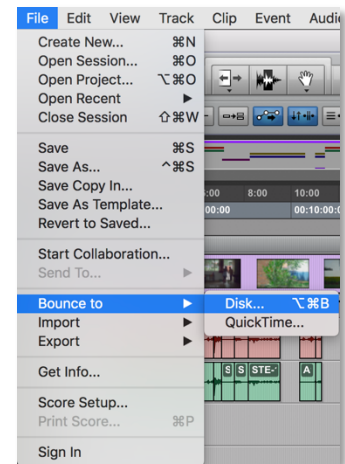 File Edit View Track Clip Event Audi
Create New... ⌘N
Open Session... ⌘O
Open Project... ⌥⌘O
Open Recent ▶
Close Session ⇧⌘W
Save ⌘S
Save As... ^⌘S
Save Copy In...
Save As Template...
Revert to Saved...
:00 8:00 10:00
00:00 00:10:00:0
Start Collaboration...
Send To... ▶
Bounce to ▶ Disk... ⌥⌘B
Import ▶ QuickTime...
Export ▶
Get Info... S S STE- A
Score Setup...
Print Score... ⌘P
Sign In